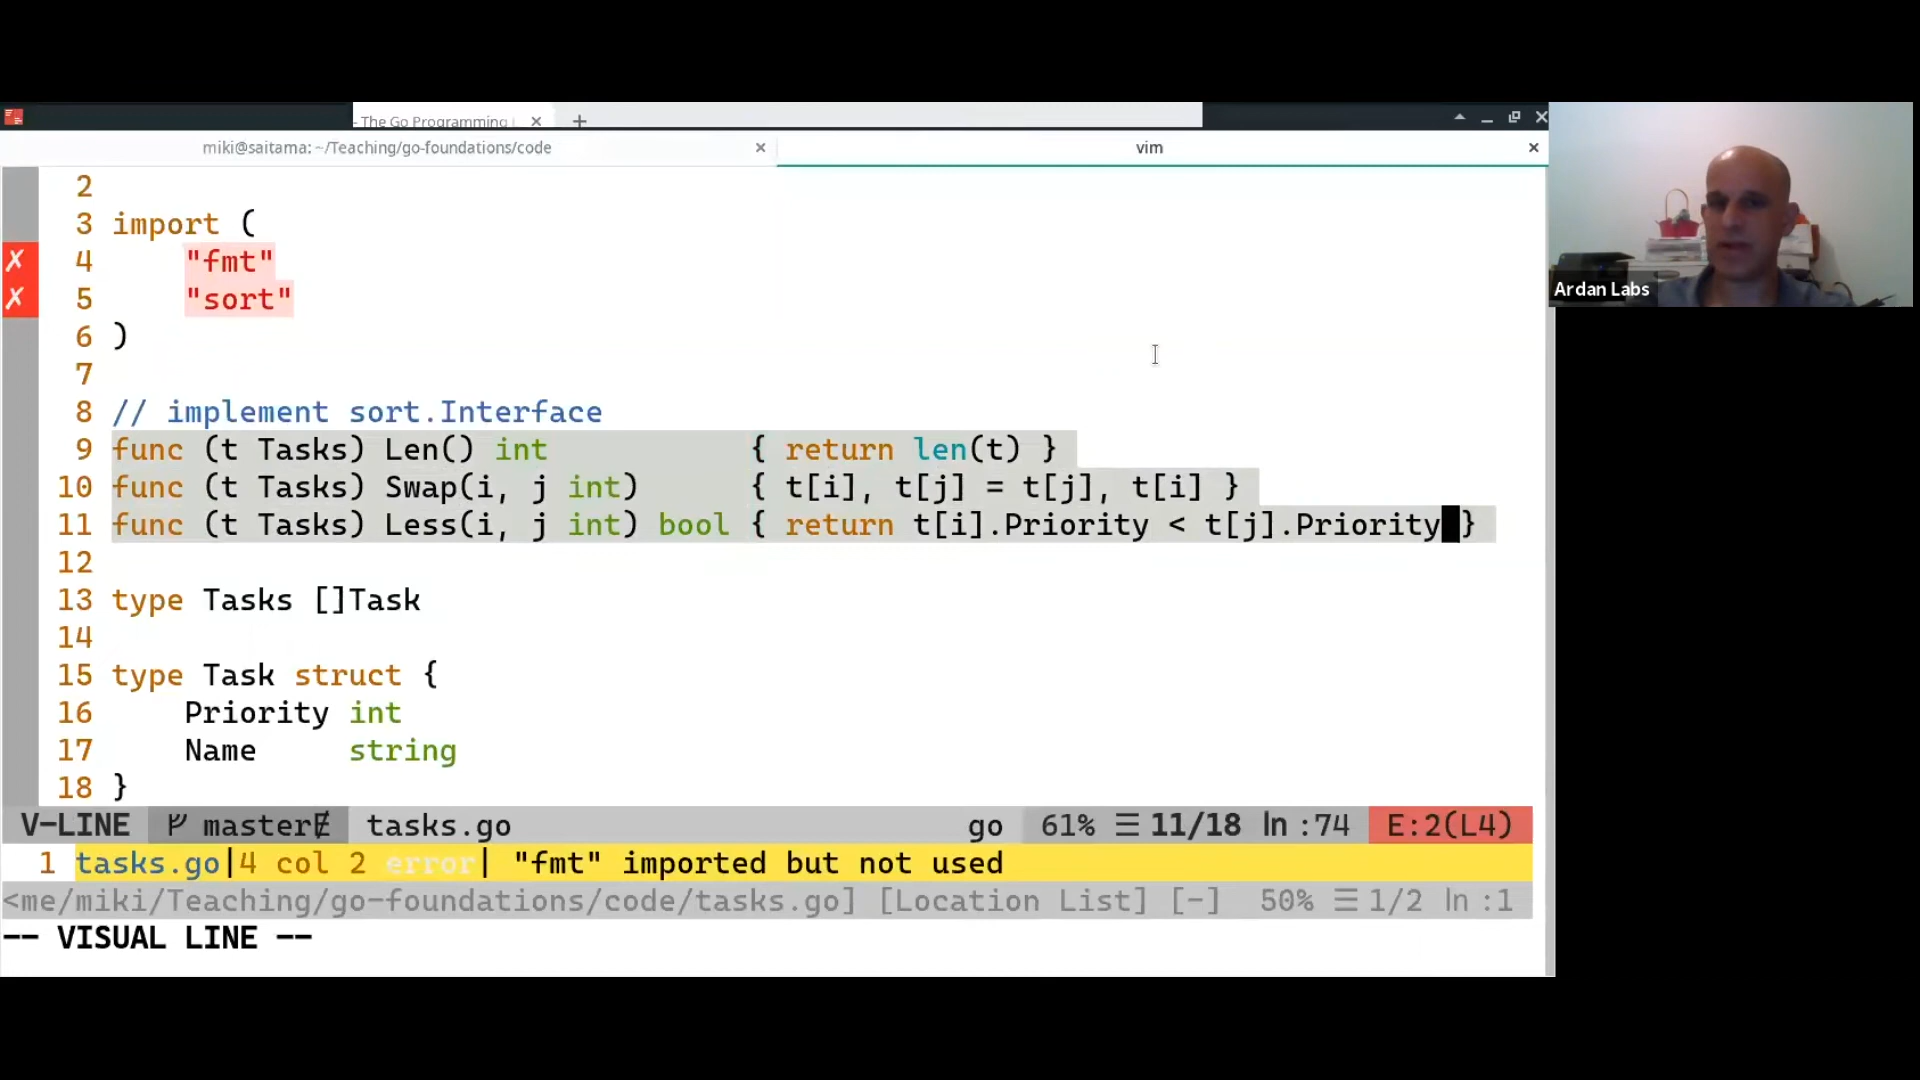 - The Go Programming
miki@saitama: ~/Teaching/go-foundations/code
vim
2
3 import (
4 "fmt"
5 "sort"
6 )
7
8 // implement sort.Interface
9 func (t Tasks) Len() int { return len(t) }
10 func (t Tasks) Swap(i, j int) { t[i], t[j] = t[j], t[i] }
11 func (t Tasks) Less(i, j int) bool { return t[i].Priority < t[j].Priority }
12
13 type Tasks []Task
14
15 type Task struct {
16 Priority int
17 Name string
18 }
V-LINE master tasks.go go 61% ☰ 11/18 ln :74 E:2(L4)
1 tasks.go|4 col 2 error| "fmt" imported but not used
<me/miki/Teaching/go-foundations/code/tasks.go] [Location List] [-] 50% ☰ 1/2 ln :1
-- VISUAL LINE --
Ardan Labs